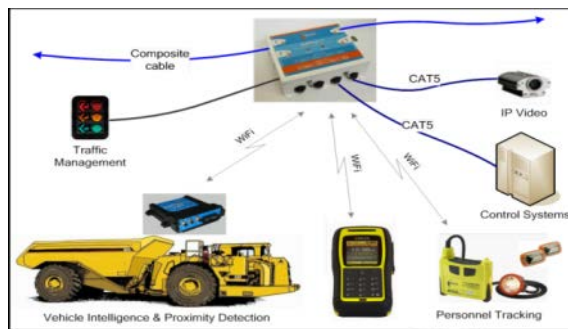 Composite
cable
CAT5
IP Video
Traffic
Management
WiFi
WiFi
WiFi
CAT5
Control Systems
Vehicle Intelligence & Proximity Detection
Personnel Tracking